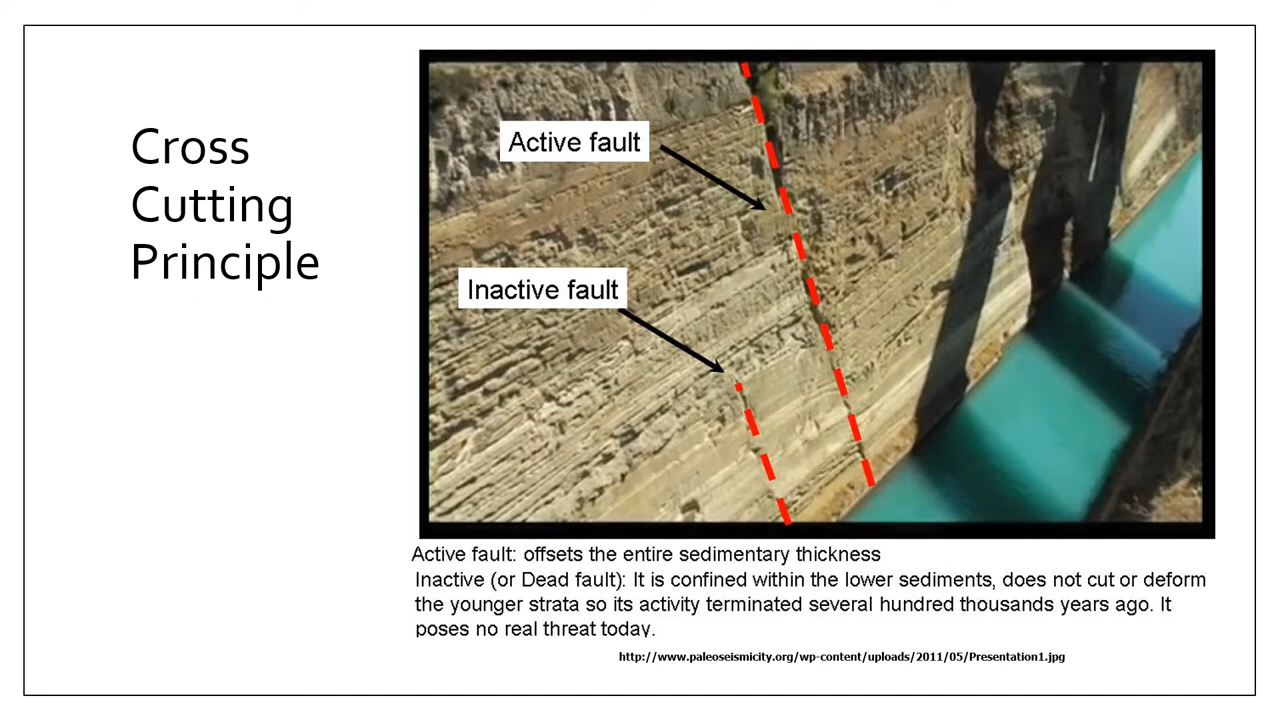 Cross
Cutting
Principle
Active fault
Inactive fault
Active fault: offsets the entire sedimentary thickness
Inactive (or Dead fault): It is confined within the lower sediments, does not cut or deform
the younger strata so its activity terminated several hundred thousands years ago. It
poses no real threat today.
http://www.paleoseismicity.org/wp-content/uploads/2011/05/Presentation1.jpg